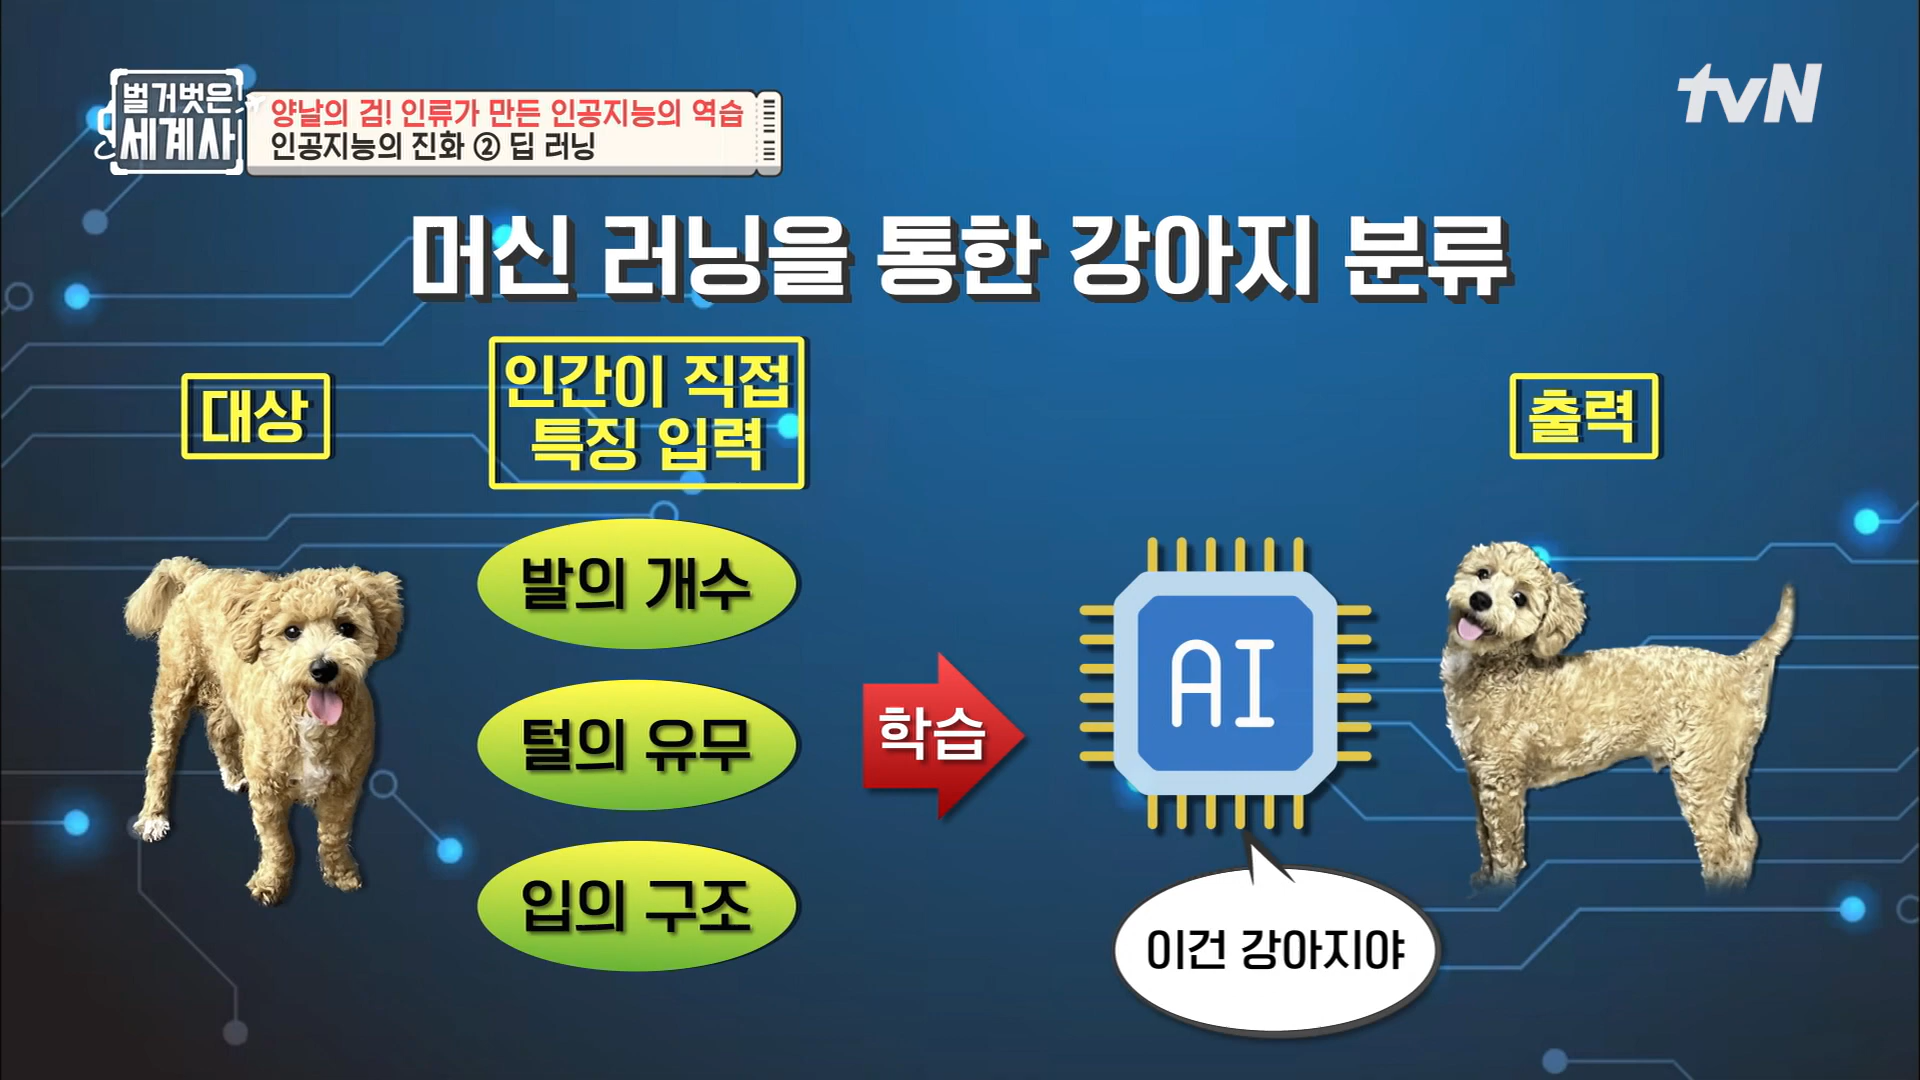 벌거벗은
세계사
양날의 검! 인류가 만든 인공지능의 역습
인공지능의 진화 ② 딥 러닝
tvN
머신 러닝을 통한 강아지 분류
대상
인간이 직접
특징 입력
출력
발의 개수
털의 유무
입의 구조
학습
AI
이건 강아지야